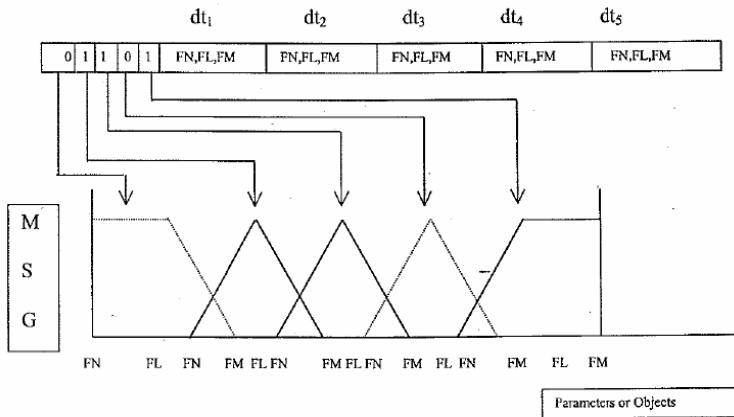 dt₁ dt₂ dt₃ dt₄ dt₅
0 1 1 0 1 FN,FL,FM FN,FL,FM FN,FL,FM FN,FL,FM FN,FL,FM
M
S
G
FN FL FN FM FL FN FM FL FN FM FL FN FM FL FM
Parameters or Objects